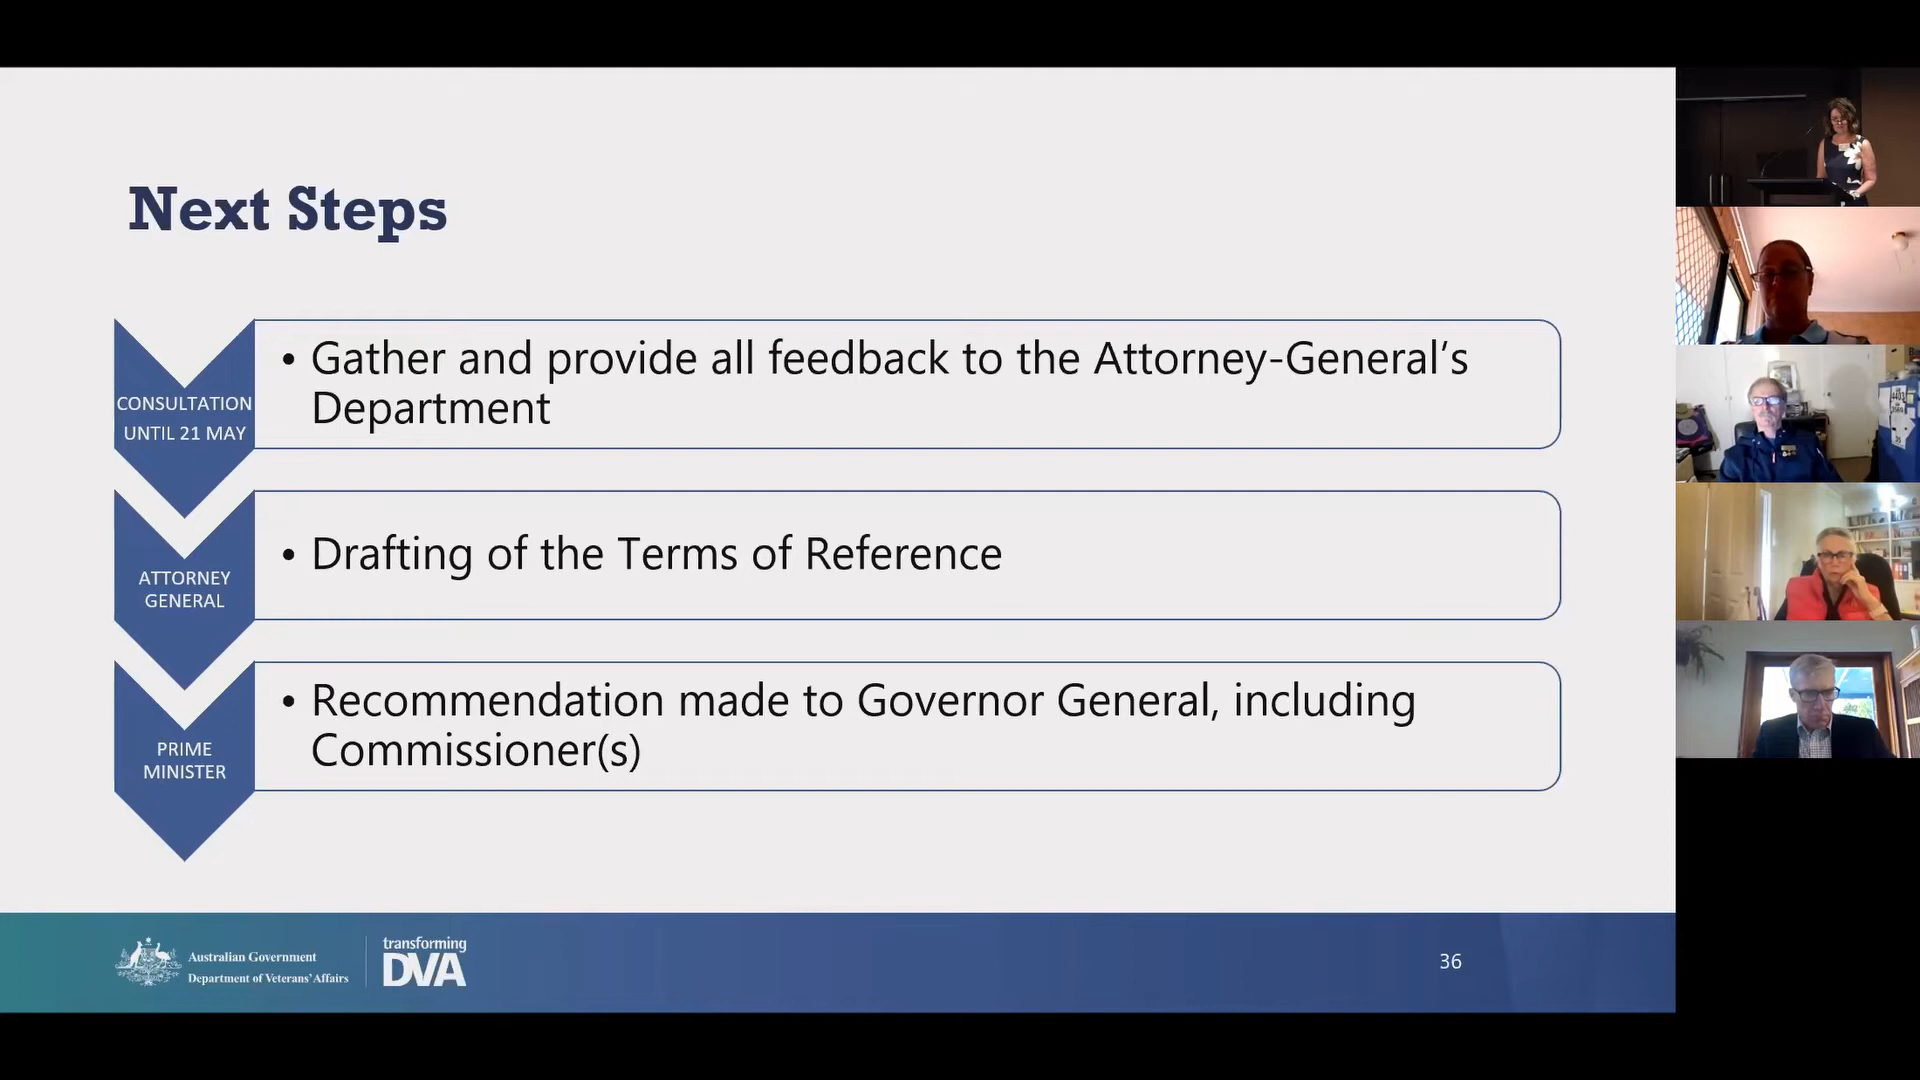 Next Steps
CONSULTATION
UNTIL 21 MAY
• Gather and provide all feedback to the Attorney-General’s
Department
ATTORNEY
GENERAL
• Drafting of the Terms of Reference
PRIME
MINISTER
• Recommendation made to Governor General, including
Commissioner(s)
Australian Government
Department of Veterans’ Affairs
transforming
DVA
36